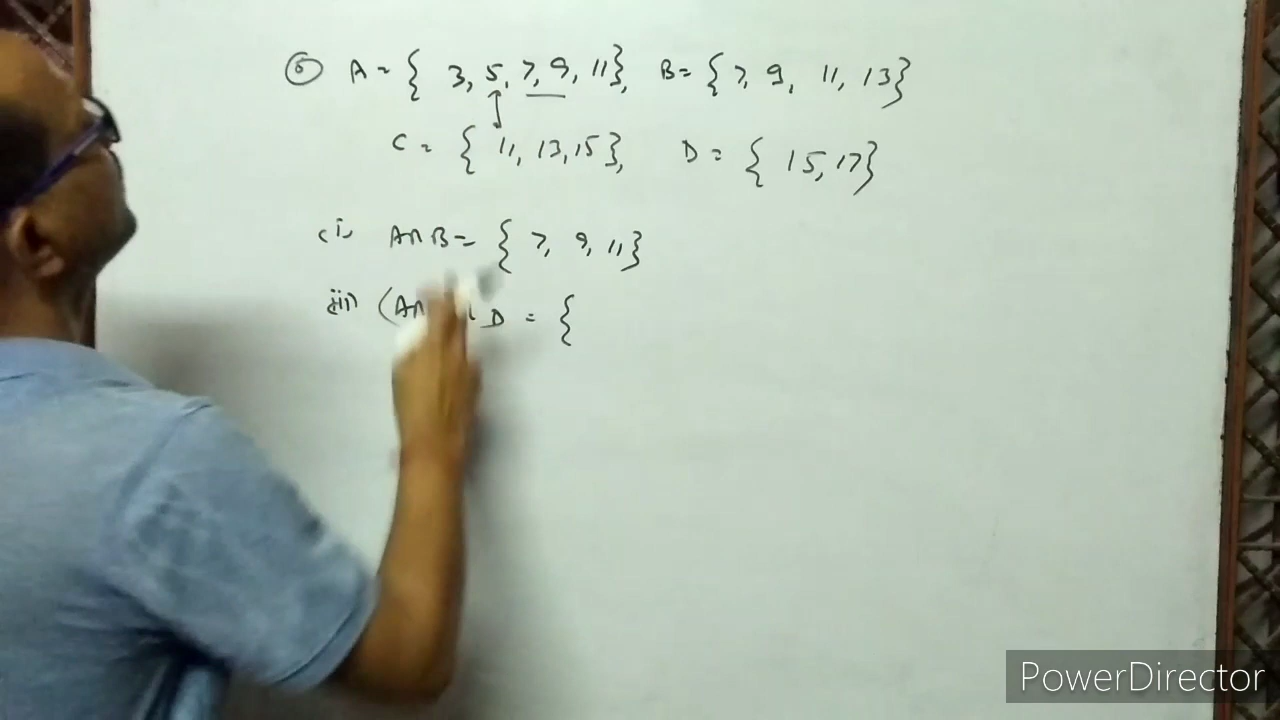 ⑥ A = { 3, 5, 7, 9, 11}, B = {7, 9, 11, 13}
C = { 11, 13, 15}, D = { 15, 17}
(i) A∩B = { 7, 9, 11}
(iii) (A∩ D = {
PowerDirector